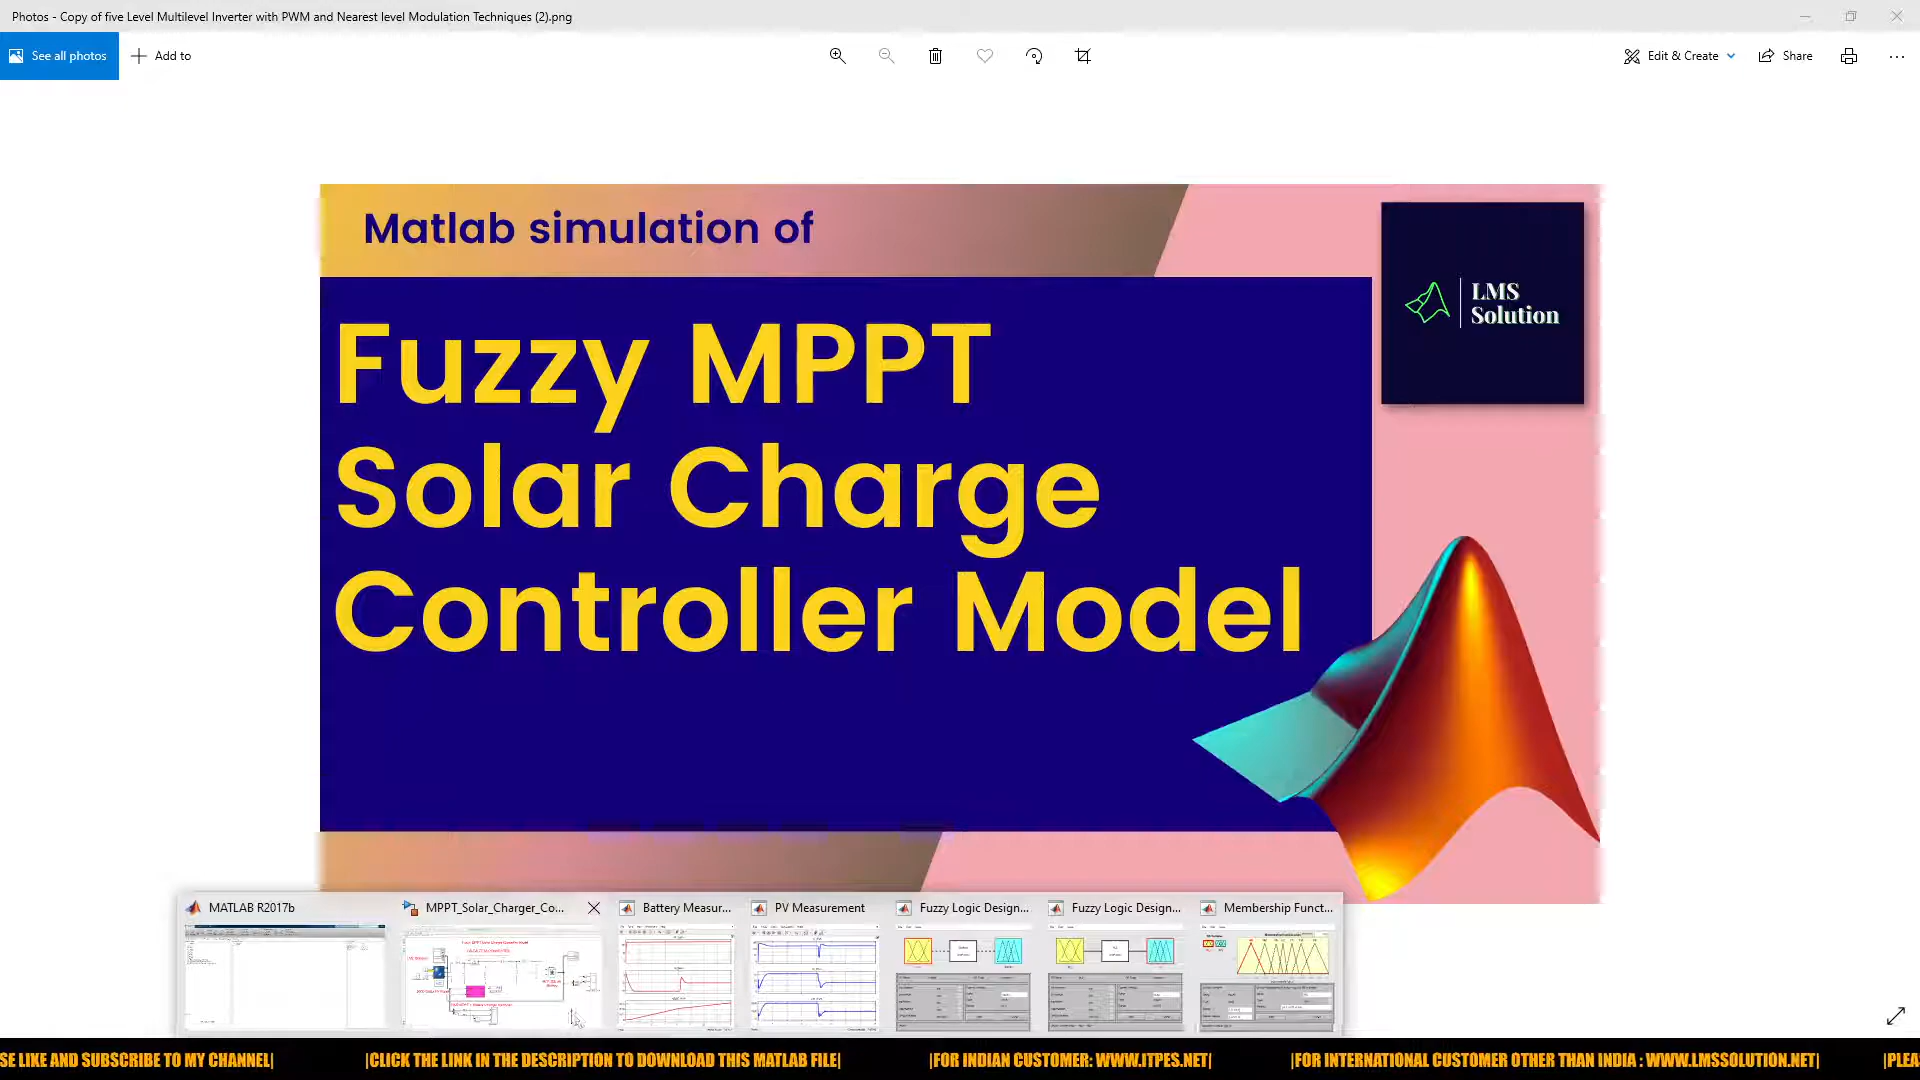 Photos - Copy of five Level Multilevel Inverter with PWM and Nearest level Modulation Techniques (2).png
See all photos
Add to
Edit & Create
Share
Matlab simulation of
LMS
Solution
Fuzzy MPPT
Solar Charge
Controller Model
MATLAB R2017b
MPPT_Solar_Charger_Co...
Battery Measur...
PV Measurement
Fuzzy Logic Design...
Fuzzy Logic Design...
Membership Funct...
SE LIKE AND SUBSCRIBE TO MY CHANNEL| |CLICK THE LINK IN THE DESCRIPTION TO DOWNLOAD THIS MATLAB FILE| |FOR INDIAN CUSTOMER: WWW.ITPES.NET| |FOR INTERNATIONAL CUSTOMER OTHER THAN INDIA : WWW.LMSSOLUTION.NET| |PLEA